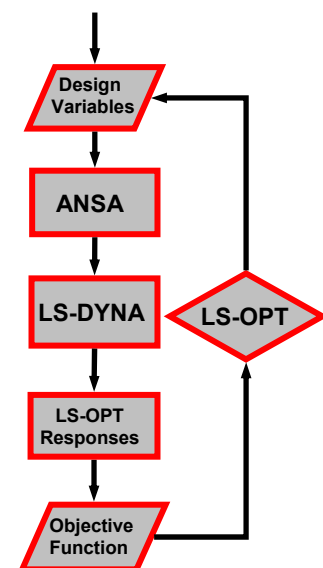 Design
Variables
ANSA
LS-DYNA
LS-OPT
LS-OPT
Responses
Objective
Function